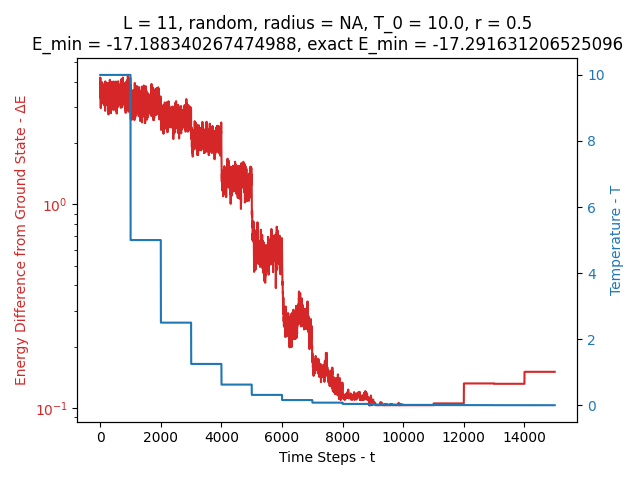 L = 11, random, radius = NA, T_0 = 10.0, r = 0.5
E_min = -17.188340267474988, exact E_min = -17.291631206525096
Energy Difference from Ground State - ΔE
10^0
10^-1
10
8
6
4
2
0
Temperature - T
0 2000 4000 6000 8000 10000 12000 14000
Time Steps - t